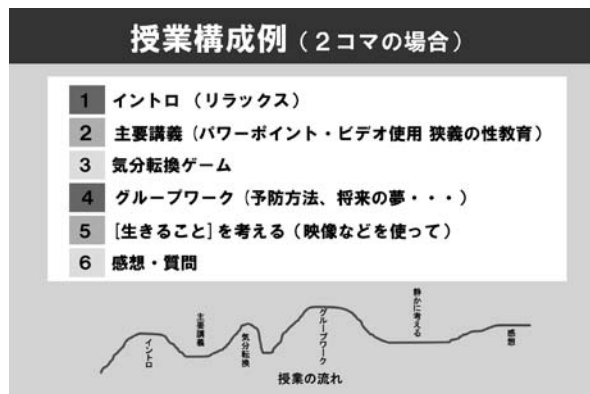 授業構成例(2コマの場合)
1 イントロ (リラックス)
2 主要講義(パワーポイント・ビデオ使用 狭義の性教育)
3 気分転換ゲーム
4 グループワーク(予防方法、将来の夢・・・)
5 [生きること]を考える(映像などを使って)
6 感想・質問
イントロ
主要講義
気分転換
グループワーク
静かに考える
感想
授業の流れ